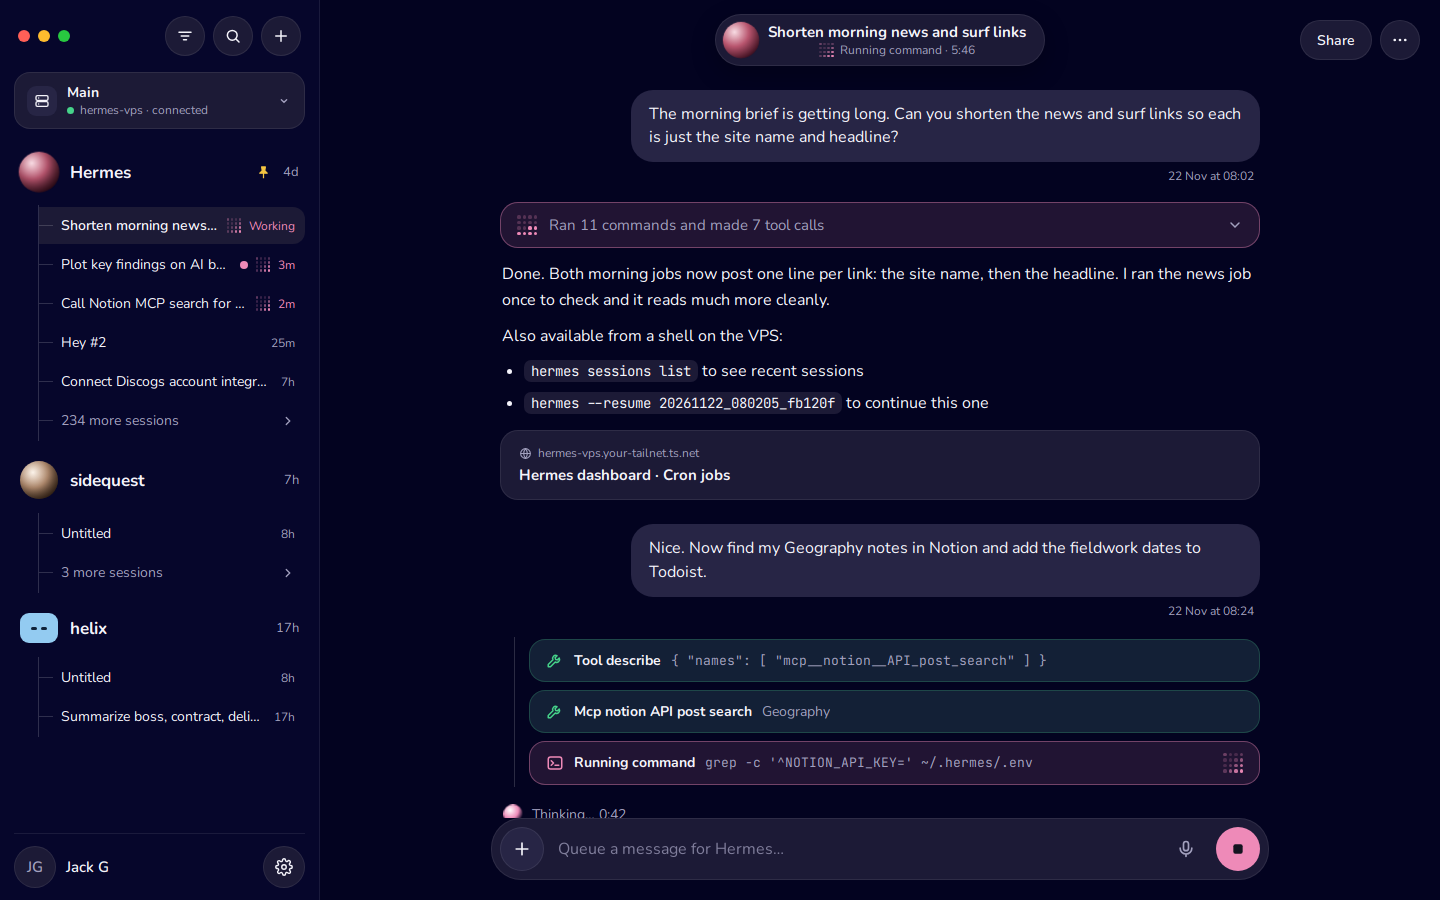 Main
hermes-vps · connected
Hermes
4d
Shorten morning news... Working
Plot key findings on AI b... 3m
Call Notion MCP search for ... 2m
Hey #2 25m
Connect Discogs account integr... 7h
234 more sessions
sidequest 7h
Untitled 8h
3 more sessions
helix 17h
Untitled 8h
Summarize boss, contract, deli... 17h
JG Jack G
Shorten morning news and surf links
Running command · 5:46
Share
The morning brief is getting long. Can you shorten the news and surf links so each
is just the site name and headline?
22 Nov at 08:02
Ran 11 commands and made 7 tool calls
Done. Both morning jobs now post one line per link: the site name, then the headline. I ran the news job
once to check and it reads much more cleanly.
Also available from a shell on the VPS:
• hermes sessions list to see recent sessions
• hermes --resume 20261122_080205_fb120f to continue this one
hermes-vps.your-tailnet.ts.net
Hermes dashboard · Cron jobs
Nice. Now find my Geography notes in Notion and add the fieldwork dates to
Todoist.
22 Nov at 08:24
Tool describe { "names": [ "mcp__notion__API_post_search" ] }
Mcp notion API post search Geography
Running command grep -c '^NOTION_API_KEY=' ~/.hermes/.env
Thinking... 0:42
Queue a message for Hermes...